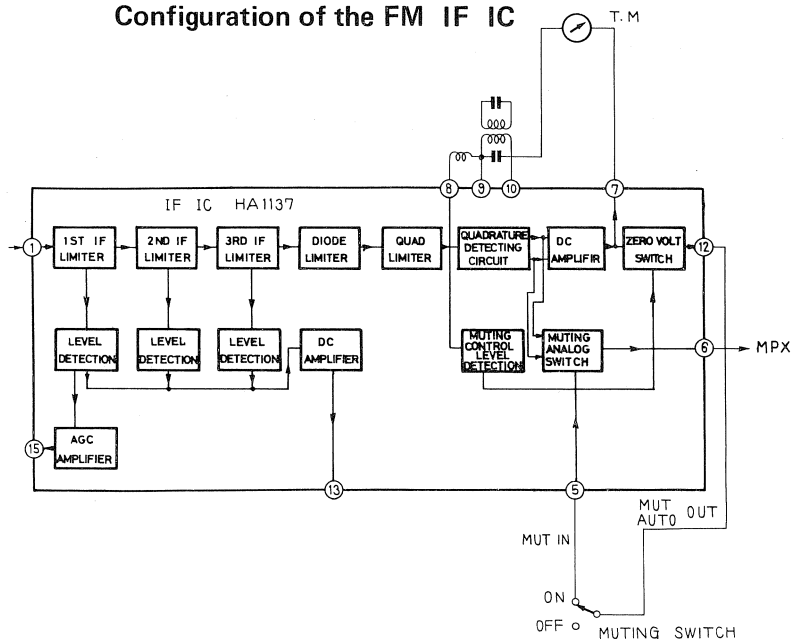 Configuration of the FM IF IC
T.M
8
9
10
7
IF IC HA1137
1
1ST IF
LIMITER
2ND IF
LIMITER
3RD IF
LIMITER
DIODE
LIMITER
QUAD
LIMITER
QUADRATURE
DETECTING
CIRCUIT
DC
AMPLIFIR
ZERO VOLT
SWITCH
12
LEVEL
DETECTION
LEVEL
DETECTION
LEVEL
DETECTION
DC
AMPLIFIER
MUTING
CONTROL
LEVEL
DETECTION
MUTING
ANALOG
SWITCH
6
MPX
15
AGC
AMPLIFIER
13
5
MUT
AUTO OUT
MUT IN
ON
OFF
MUTING SWITCH